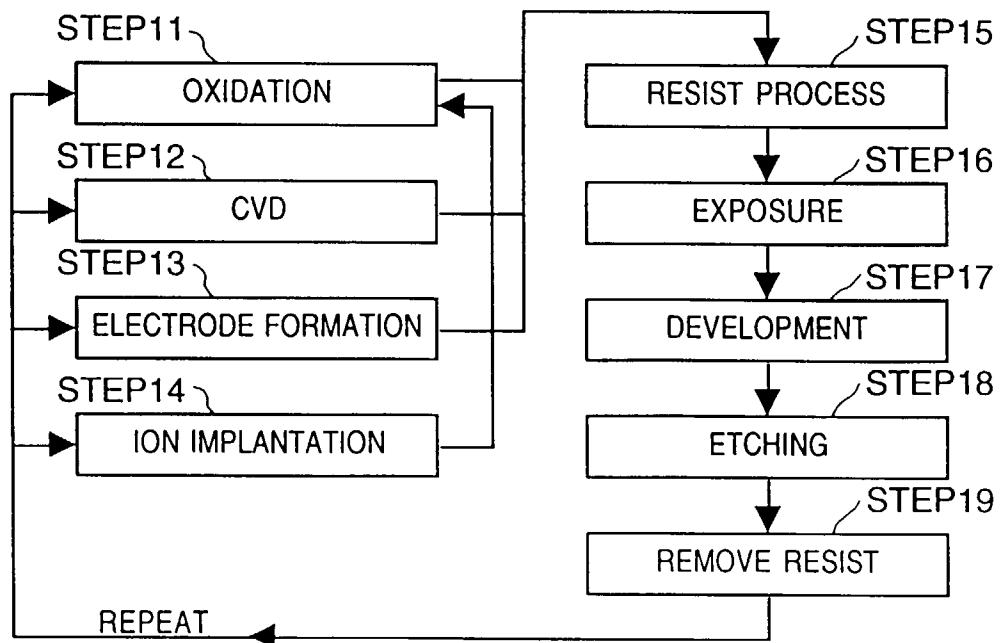 STEP11
OXIDATION
STEP12
CVD
STEP13
ELECTRODE FORMATION
STEP14
ION IMPLANTATION
STEP15
RESIST PROCESS
STEP16
EXPOSURE
STEP17
DEVELOPMENT
STEP18
ETCHING
STEP19
REMOVE RESIST
REPEAT